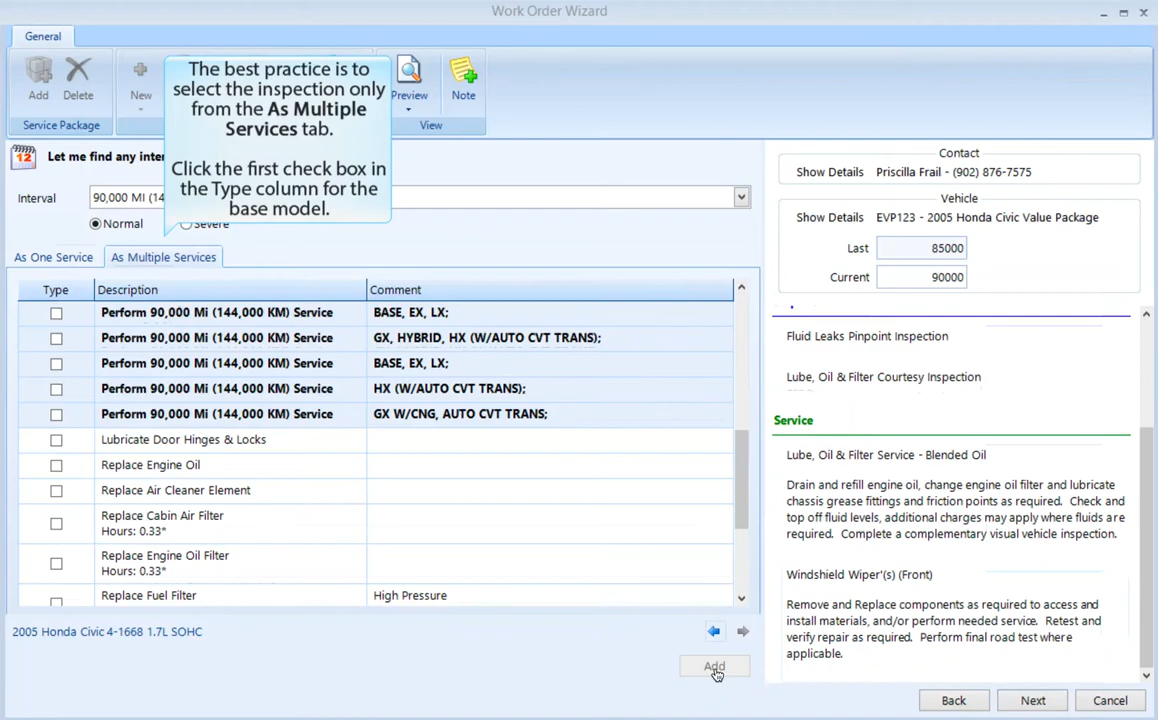 Work Order Wizard
General
Add
Delete
New
Preview
Note
Service Package
View
The best practice is to
select the inspection only
from the As Multiple
Services tab.
Click the first check box in
the Type column for the
base model.
12
Let me find any inter
Interval
90,000 MI (14
Normal
Severe
As One Service
As Multiple Services
Type
Description
Comment
Perform 90,000 Mi (144,000 KM) Service
BASE, EX, LX;
Perform 90,000 Mi (144,000 KM) Service
GX, HYBRID, HX (W/AUTO CVT TRANS);
Perform 90,000 Mi (144,000 KM) Service
BASE, EX, LX;
Perform 90,000 Mi (144,000 KM) Service
HX (W/AUTO CVT TRANS);
Perform 90,000 Mi (144,000 KM) Service
GX W/CNG, AUTO CVT TRANS;
Lubricate Door Hinges & Locks
Replace Engine Oil
Replace Air Cleaner Element
Replace Cabin Air Filter
Hours: 0.33*
Replace Engine Oil Filter
Hours: 0.33*
Replace Fuel Filter
High Pressure
2005 Honda Civic 4-1668 1.7L SOHC
Add
Contact
Show Details
Priscilla Frail - (902) 876-7575
Vehicle
Show Details
EVP123 - 2005 Honda Civic Value Package
Last
85000
Current
90000
Fluid Leaks Pinpoint Inspection
Lube, Oil & Filter Courtesy Inspection
Service
Lube, Oil & Filter Service - Blended Oil
Drain and refill engine oil, change engine oil filter and lubricate
chassis grease fittings and friction points as required. Check and
top off fluid levels, additional charges may apply where fluids are
required. Complete a complementary visual vehicle inspection.
Windshield Wiper'(s) (Front)
Remove and Replace components as required to access and
install materials, and/or perform needed service. Retest and
verify repair as required. Perform final road test where
applicable.
Back
Next
Cancel